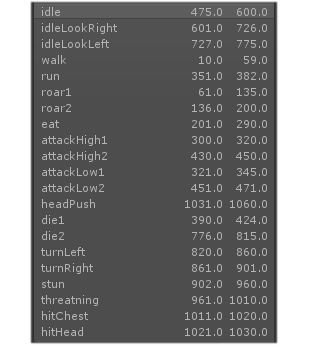 idle 475.0 600.0
idleLookRight 601.0 726.0
idleLookLeft 727.0 775.0
walk 10.0 59.0
run 351.0 382.0
roar1 61.0 135.0
roar2 136.0 200.0
eat 201.0 290.0
attackHigh1 300.0 320.0
attackHigh2 430.0 450.0
attackLow1 321.0 345.0
attackLow2 451.0 471.0
headPush 1031.0 1060.0
die1 390.0 424.0
die2 776.0 815.0
turnLeft 820.0 860.0
turnRight 861.0 901.0
stun 902.0 960.0
threatning 961.0 1010.0
hitChest 1011.0 1020.0
hitHead 1021.0 1030.0